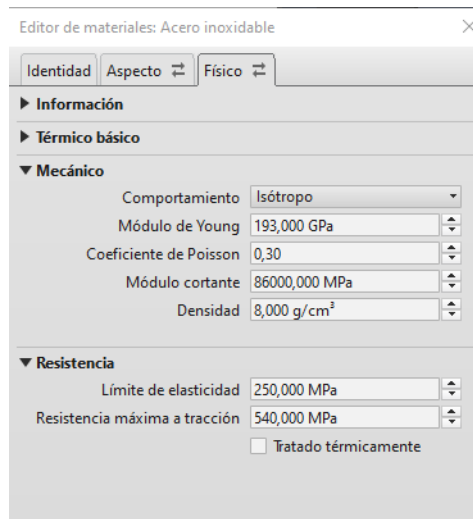 Editor de materiales: Acero inoxidable
Identidad Aspecto Físico
Información
Térmico básico
Mecánico
Comportamiento Isótropo
Módulo de Young 193,000 GPa
Coeficiente de Poisson 0,30
Módulo cortante 86000,000 MPa
Densidad 8,000 g/cm³
Resistencia
Límite de elasticidad 250,000 MPa
Resistencia máxima a tracción 540,000 MPa
Tratado térmicamente